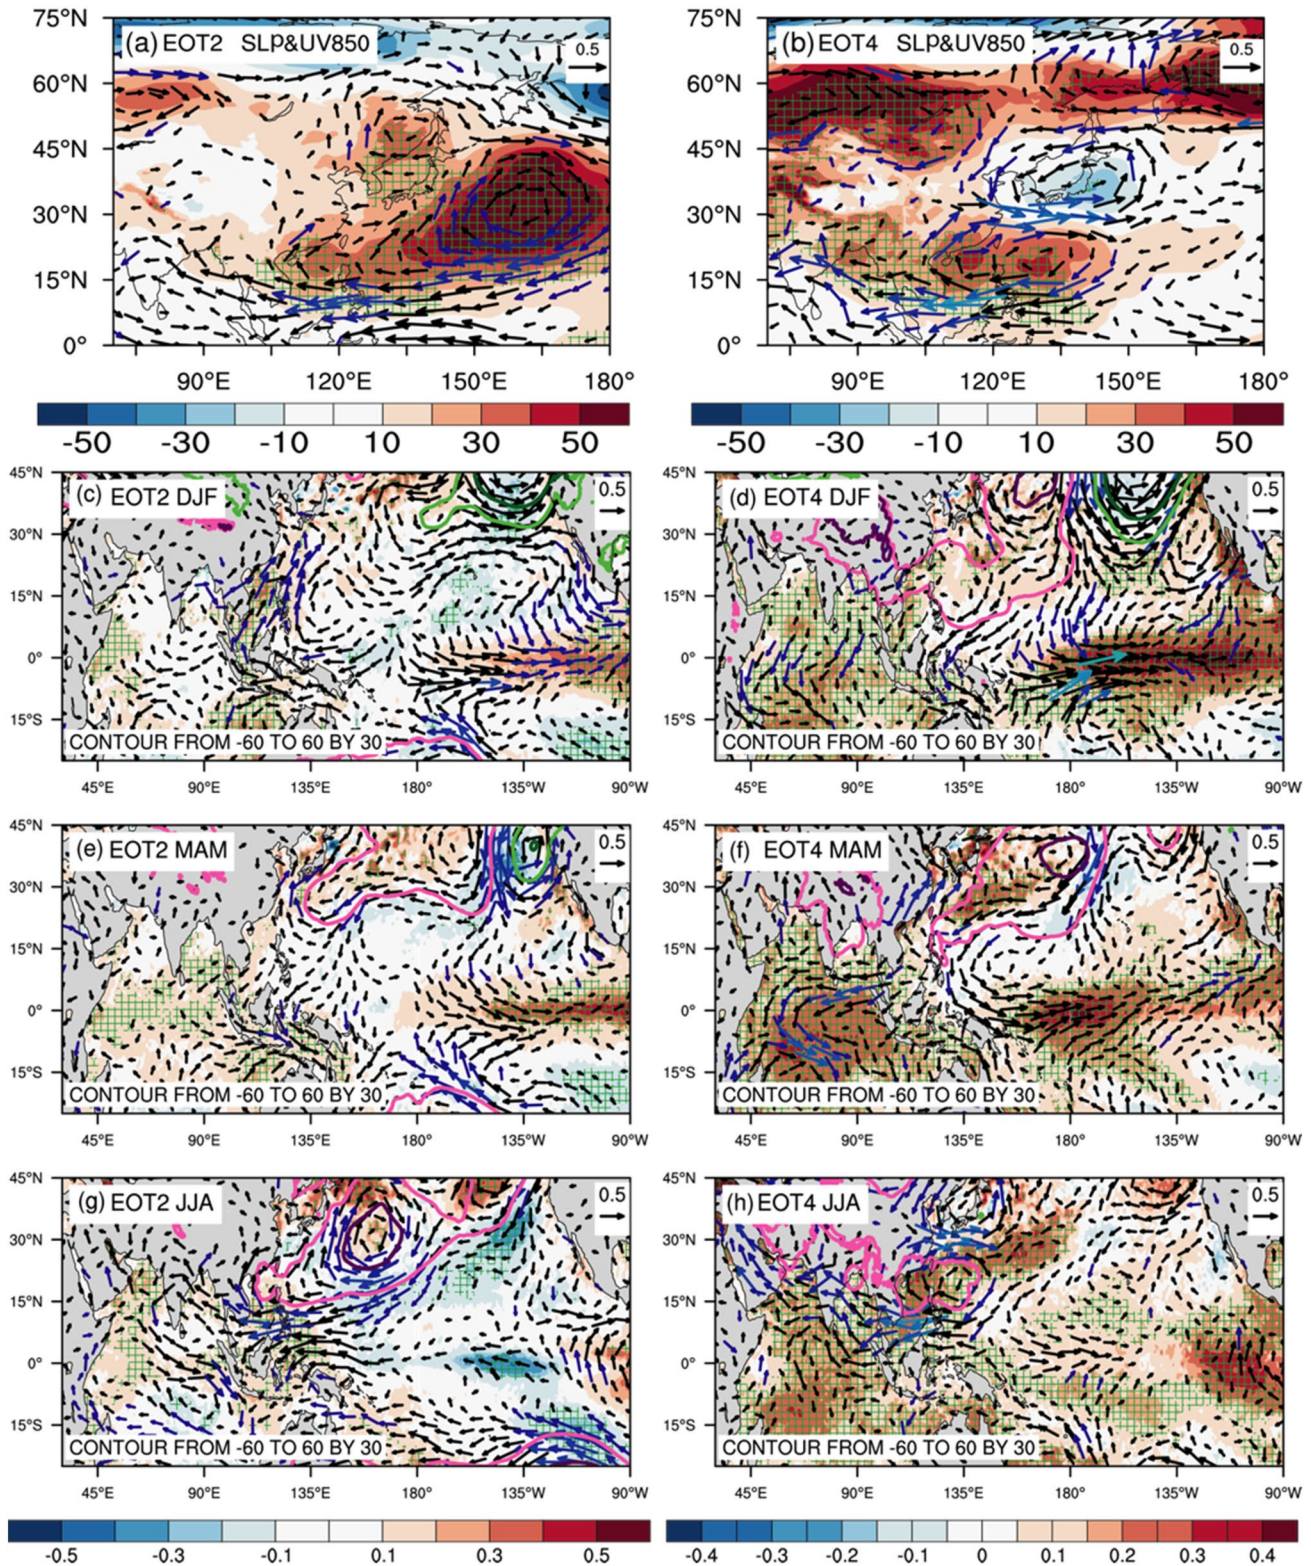 75°N
60°N
45°N
30°N
15°N
0°
(a) EOT2 SLP&UV850
0.5
90°E 120°E 150°E 180°
-50 -30 -10 10 30 50
75°N
60°N
45°N
30°N
15°N
0°
(b) EOT4 SLP&UV850
0.5
90°E 120°E 150°E 180°
-50 -30 -10 10 30 50
45°N
30°N
15°N
0°
15°S
(c) EOT2 DJF
0.5
CONTOUR FROM -60 TO 60 BY 30
45°E 90°E 135°E 180° 135°W 90°W
45°N
30°N
15°N
0°
15°S
(d) EOT4 DJF
0.5
CONTOUR FROM -60 TO 60 BY 30
45°E 90°E 135°E 180° 135°W 90°W
45°N
30°N
15°N
0°
15°S
(e) EOT2 MAM
0.5
CONTOUR FROM -60 TO 60 BY 30
45°E 90°E 135°E 180° 135°W 90°W
45°N
30°N
15°N
0°
15°S
(f) EOT4 MAM
0.5
CONTOUR FROM -60 TO 60 BY 30
45°E 90°E 135°E 180° 135°W 90°W
45°N
30°N
15°N
0°
15°S
(g) EOT2 JJA
0.5
CONTOUR FROM -60 TO 60 BY 30
45°E 90°E 135°E 180° 135°W 90°W
45°N
30°N
15°N
0°
15°S
(h) EOT4 JJA
0.5
CONTOUR FROM -60 TO 60 BY 30
45°E 90°E 135°E 180° 135°W 90°W
-0.5 -0.3 -0.1 0.1 0.3 0.5
-0.4 -0.3 -0.2 -0.1 0 0.1 0.2 0.3 0.4